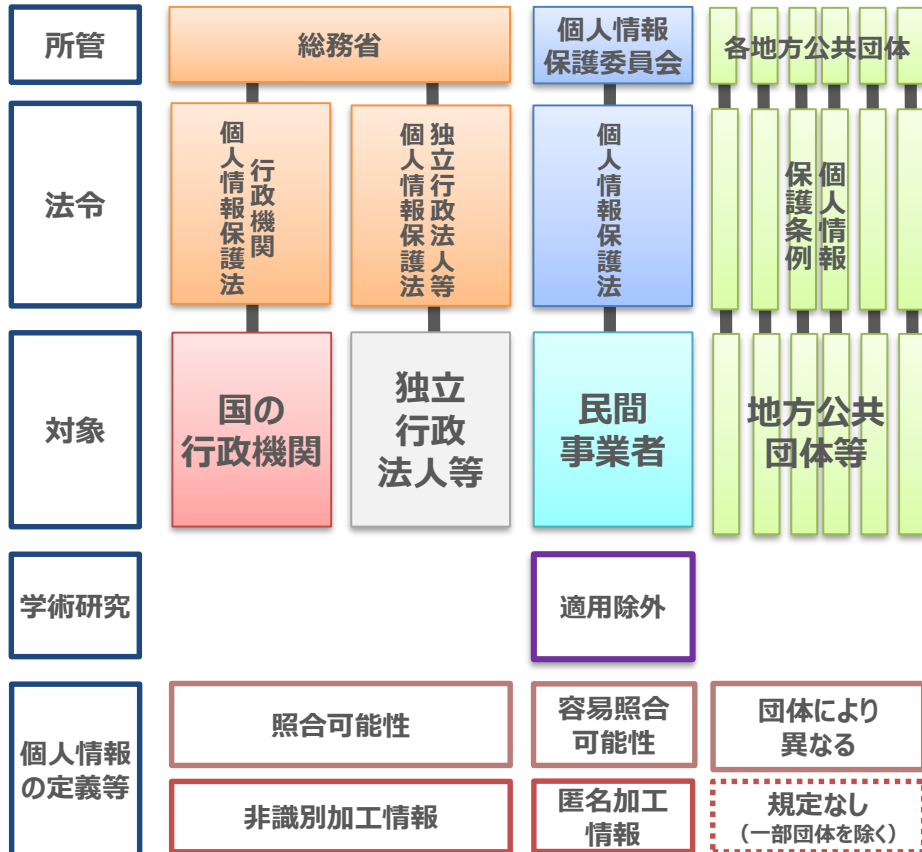 所管
総務省
個人情報
保護委員会
各地方公共団体
法令
行政機関
個人情報保護法
独立行政法人等
個人情報保護法
個人情報保護法
個人情報
保護条例
対象
国の
行政機関
独立
行政
法人等
民間
事業者
地方公共
団体等
学術研究
適用除外
個人情報
の定義等
照合可能性
容易照合
可能性
団体により
異なる
非識別加工情報
匿名加工
情報
規定なし
（一部団体を除く）